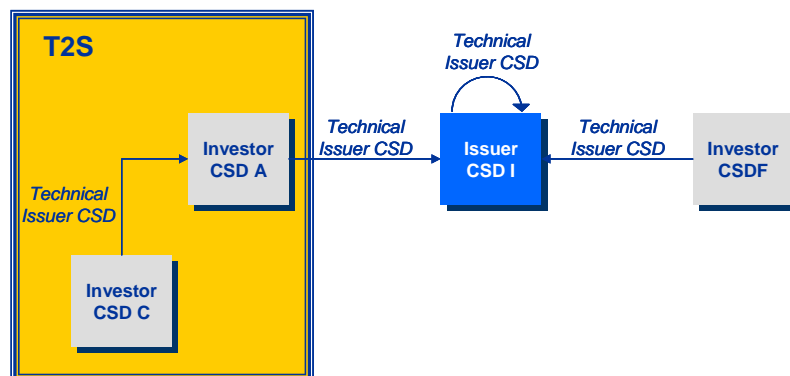 T2S
Technical
Issuer CSD
Technical
Issuer CSD
Technical
Issuer CSD
Investor
CSD A
Issuer
CSD I
Investor
CSDF
Technical
Issuer CSD
Investor
CSD C